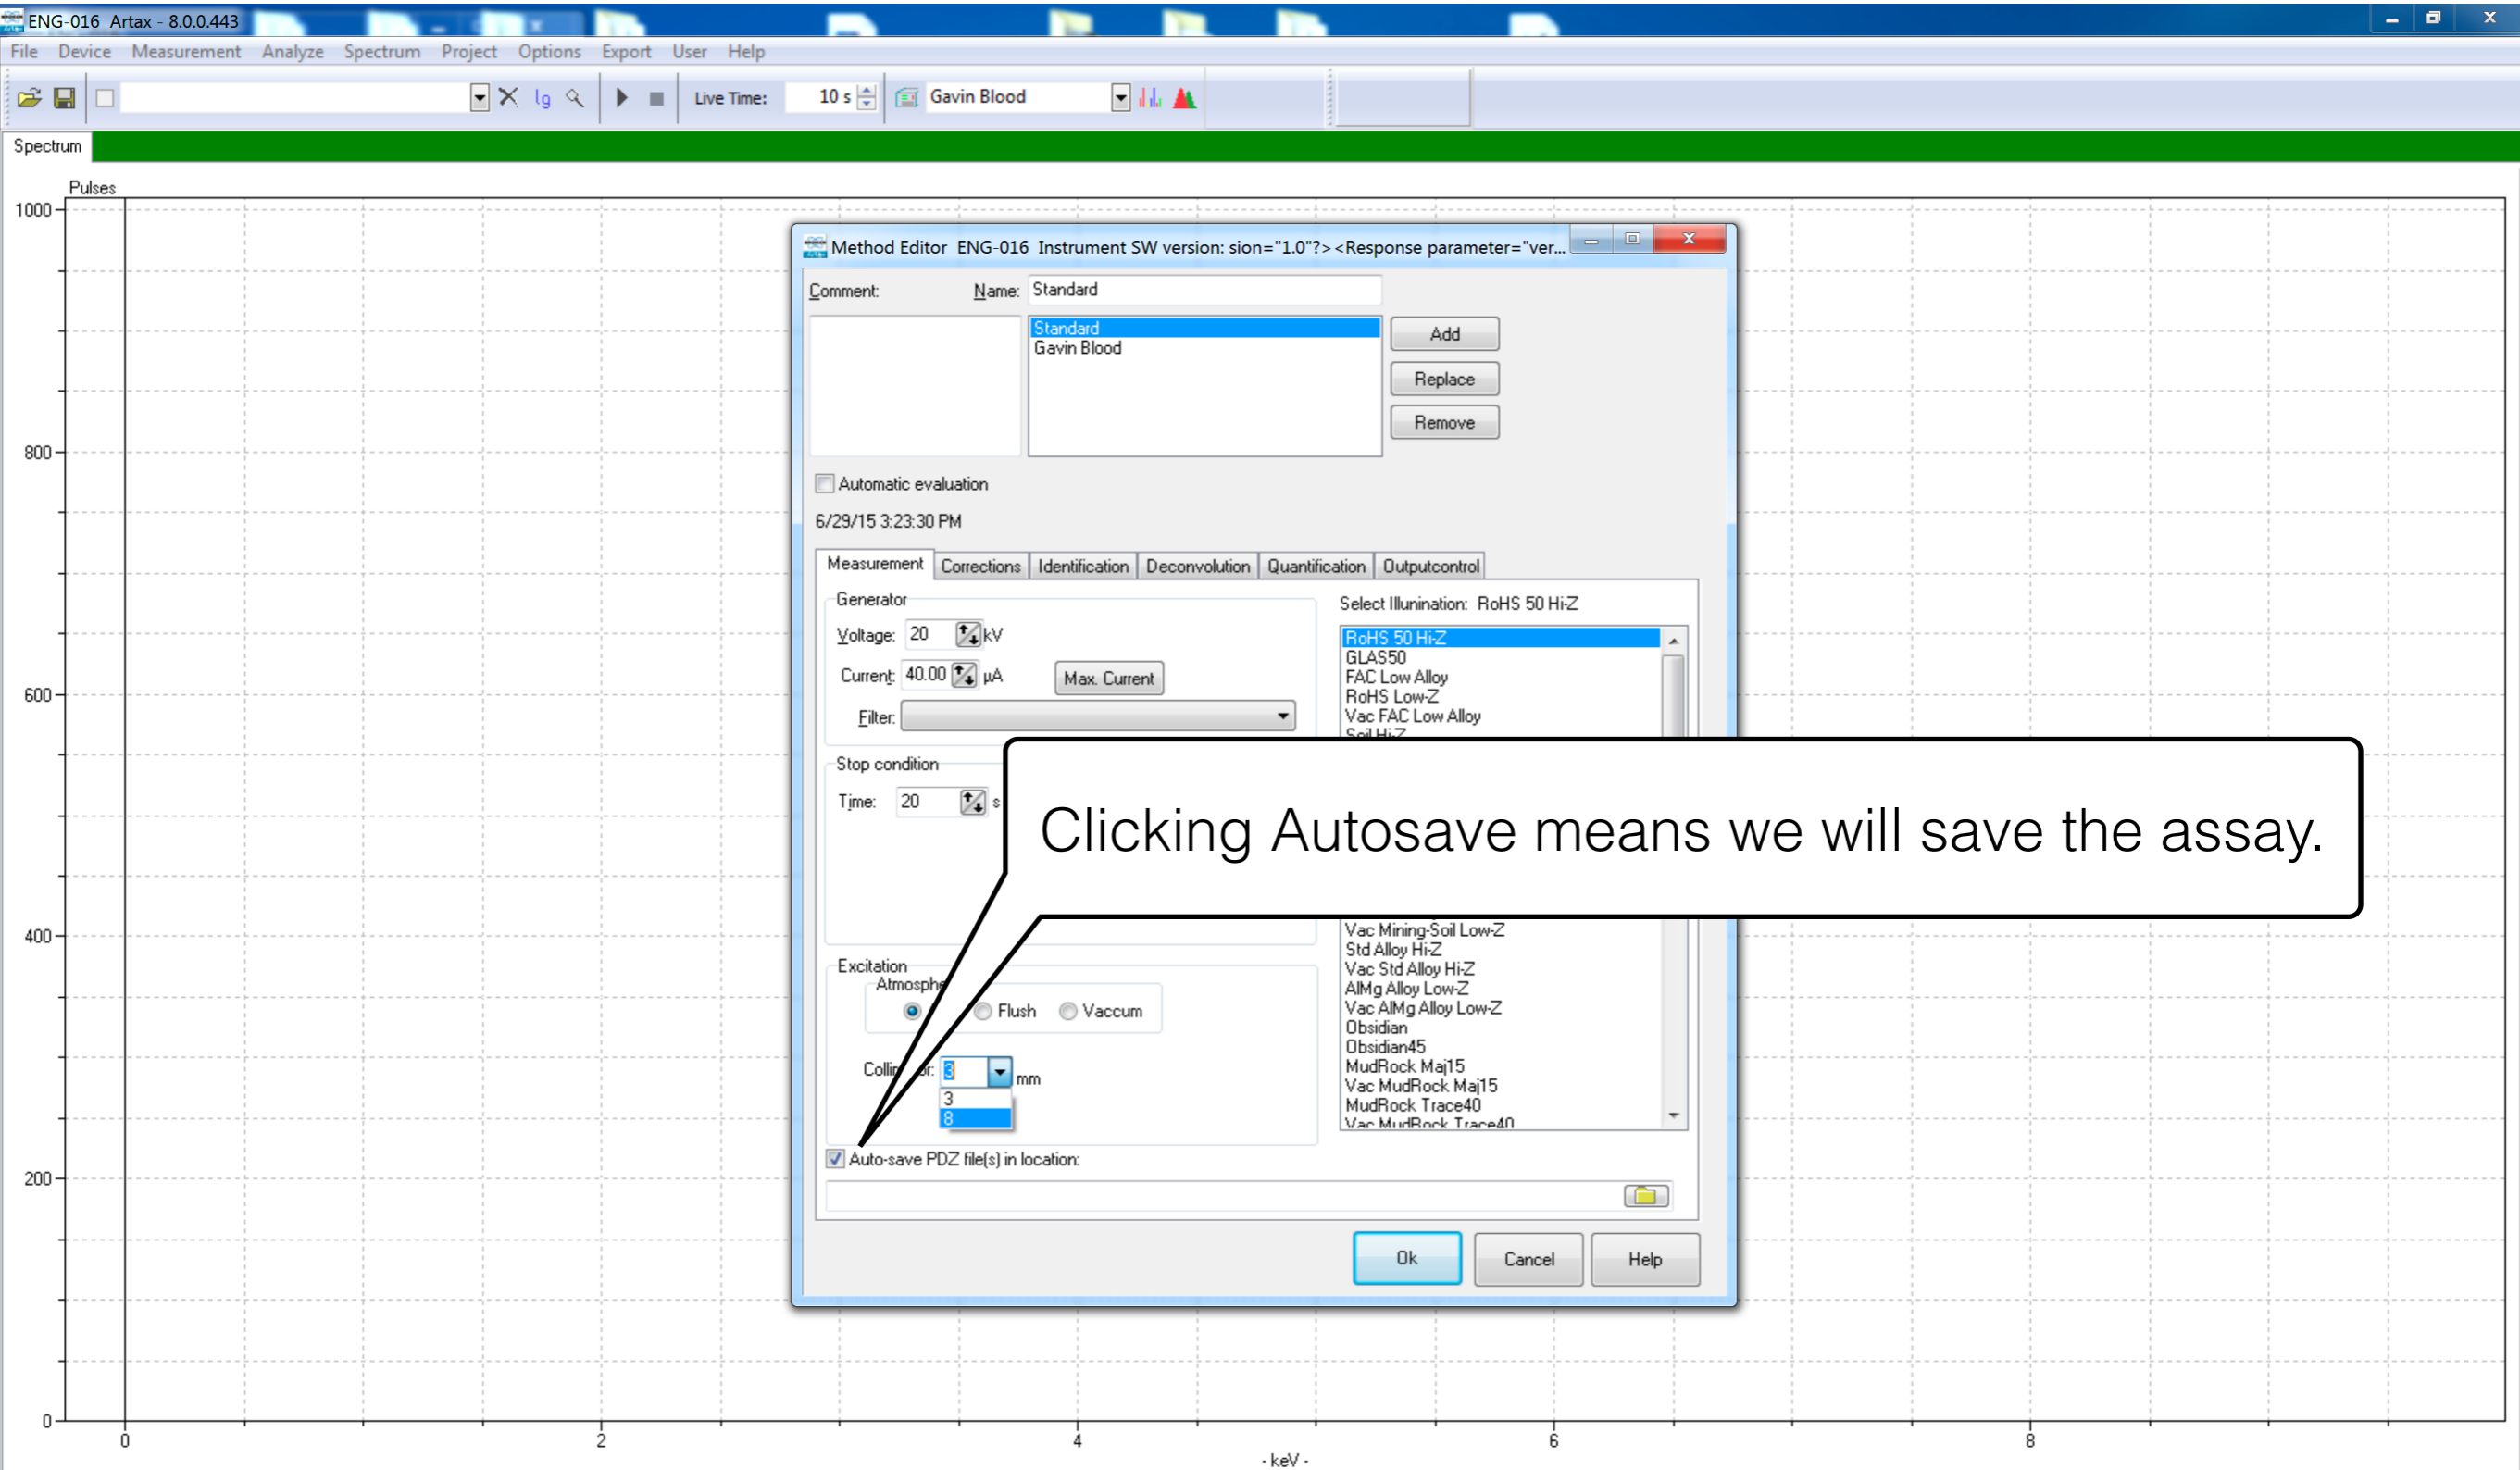 ENG-016 Artax - 8.0.0.443
File Device Measurement Analyze Spectrum Project Options Export User Help
lg Live Time: 10 s Gavin Blood
Spectrum
Pulses
1000
800
600
400
200
0
0 2 4 6 8
- keV -
Method Editor ENG-016 Instrument SW version: sion="1.0"?><Response parameter="ver...
Comment: Name: Standard
Standard
Gavin Blood
Add
Replace
Remove
Automatic evaluation
6/29/15 3:23:30 PM
Measurement Corrections Identification Deconvolution Quantification Outputcontrol
Generator
Voltage: 20 kV
Current: 40.00 µA Max. Current
Filter:
Select Illunination: RoHS 50 Hi-Z
RoHS 50 Hi-Z
GLAS50
FAC Low Alloy
RoHS Low-Z
Vac FAC Low Alloy
Soil Hi-Z
Stop condition
Time: 20 s
Clicking Autosave means we will save the assay.
Vac Mining-Soil Low-Z
Std Alloy Hi-Z
Vac Std Alloy Hi-Z
AlMg Alloy Low-Z
Vac AlMg Alloy Low-Z
Obsidian
Obsidian45
MudRock Maj15
Vac MudRock Maj15
MudRock Trace40
Vac MudRock Trace40
Excitation
Flush Vaccum
3 mm
3
8
Auto-save PDZ file(s) in location:
Ok Cancel Help